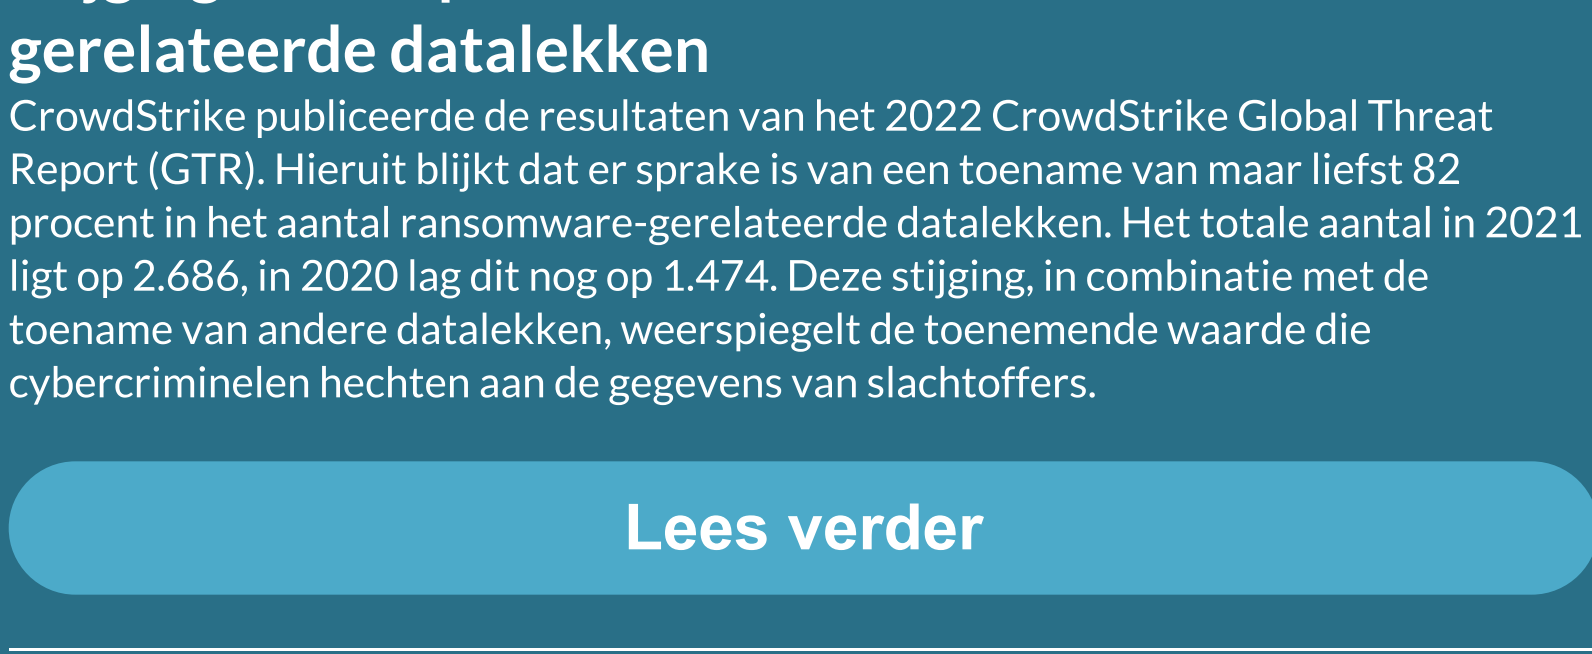 gerelateerde datalekken
CrowdStrike publiceerde de resultaten van het 2022 CrowdStrike Global Threat
Report (GTR). Hieruit blijkt dat er sprake is van een toename van maar liefst 82
procent in het aantal ransomware-gerelateerde datalekken. Het totale aantal in 2021
ligt op 2.686, in 2020 lag dit nog op 1.474. Deze stijging, in combinatie met de
toename van andere datalekken, weerspiegelt de toenemende waarde die
cybercriminelen hechten aan de gegevens van slachtoffers.
Lees verder